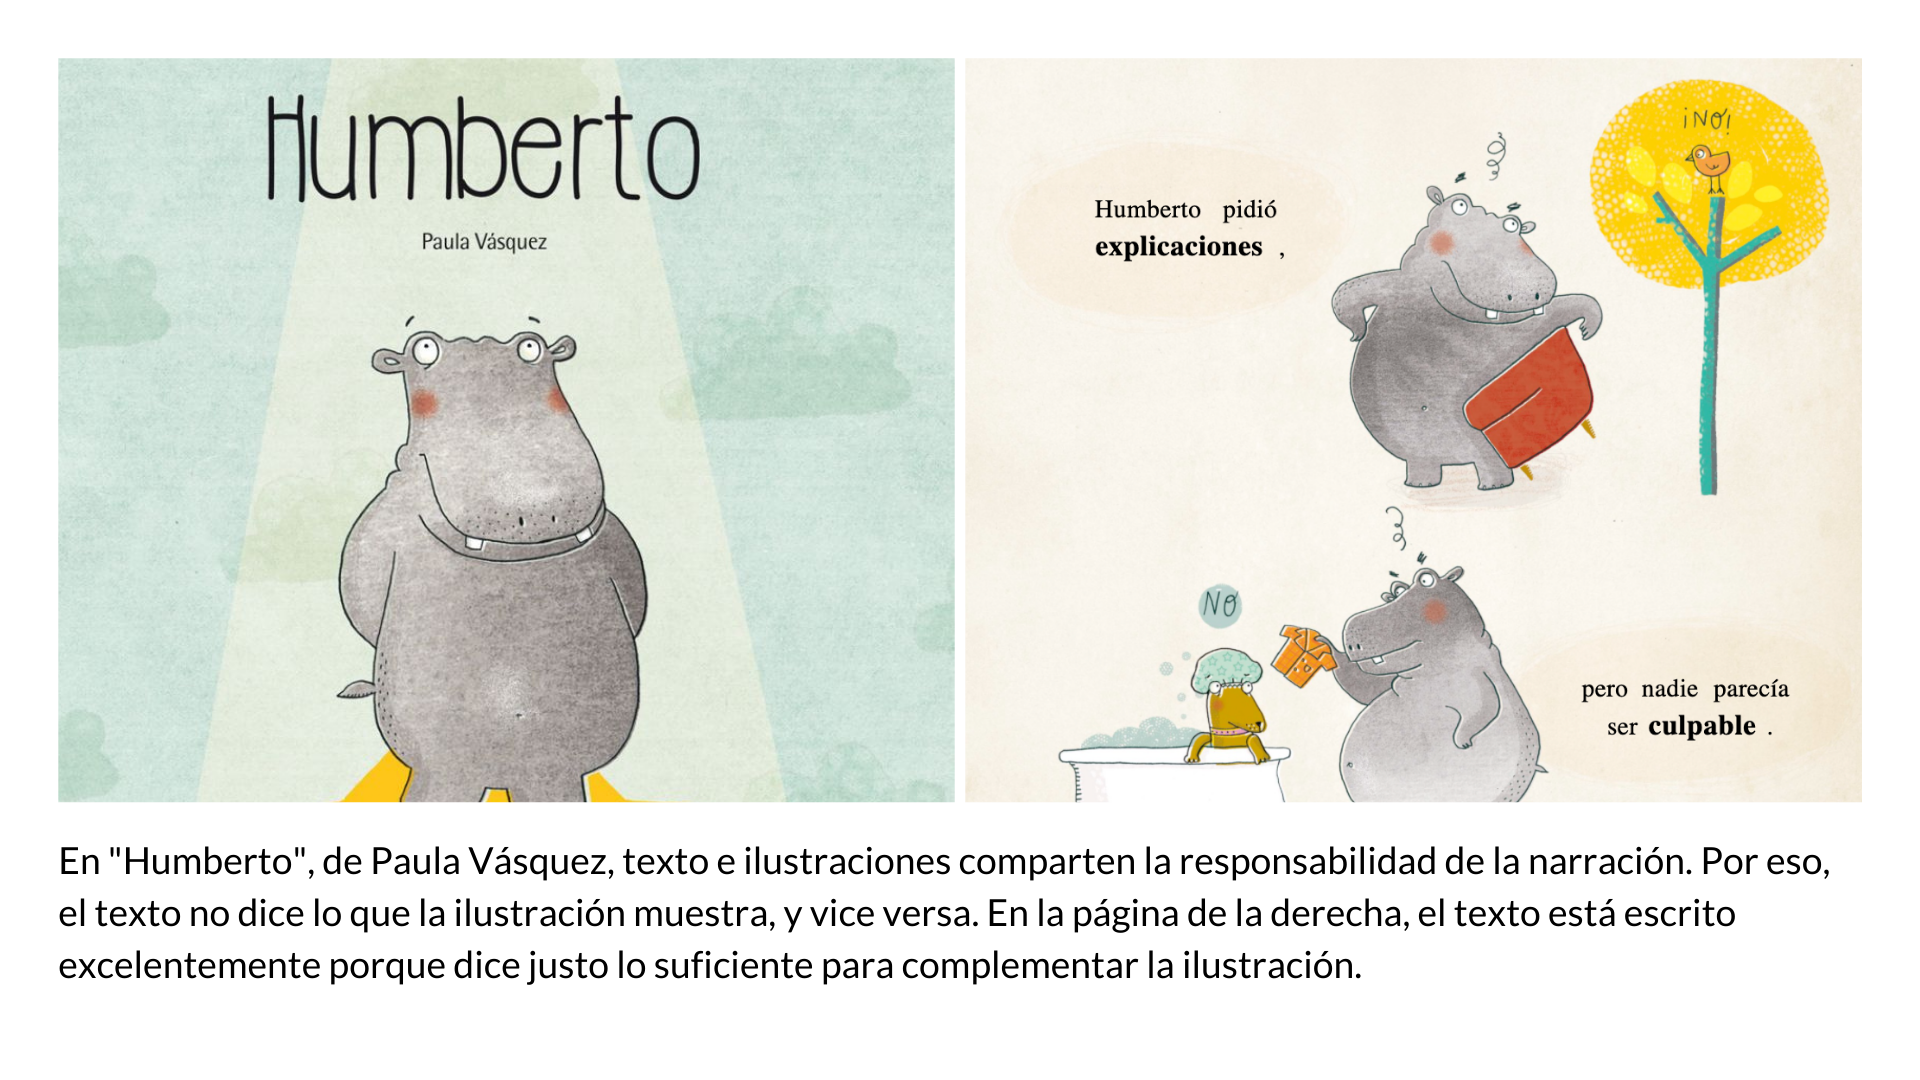 Humberto
Paula Vásquez
Humberto pidió
explicaciones ,
¡NO!
NO
pero nadie parecía
ser culpable .
En "Humberto", de Paula Vásquez, texto e ilustraciones comparten la responsabilidad de la narración. Por eso,
el texto no dice lo que la ilustración muestra, y vice versa. En la página de la derecha, el texto está escrito
excelentemente porque dice justo lo suficiente para complementar la ilustración.